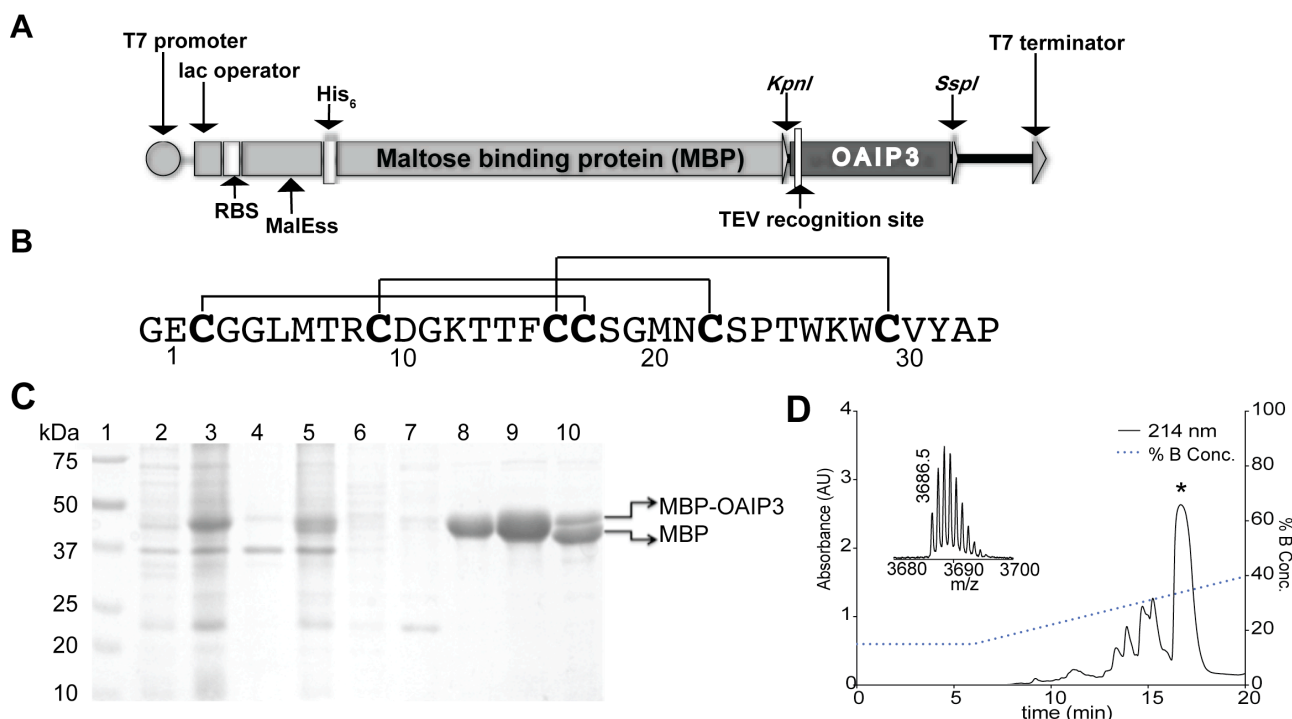 A
T7 promoter
lac operator
His6
KpnI
SspI
T7 terminator
Maltose binding protein (MBP)
OAIP3
RBS
MalEss
TEV recognition site
B
GECGGLMTRCDGKTTFCCSGMNCSPTWKWCVYAP
1 10 20 30
C
kDa 1 2 3 4 5 6 7 8 9 10
75
50
37
25
20
10
MBP-OAIP3
MBP
D
4
3
2
1
0
Absorbance (AU)
100
80
60
40
20
0
% B Conc.
214 nm
% B Conc.
*
3686.5
3680 3690 3700
m/z
0 5 10 15 20
time (min)